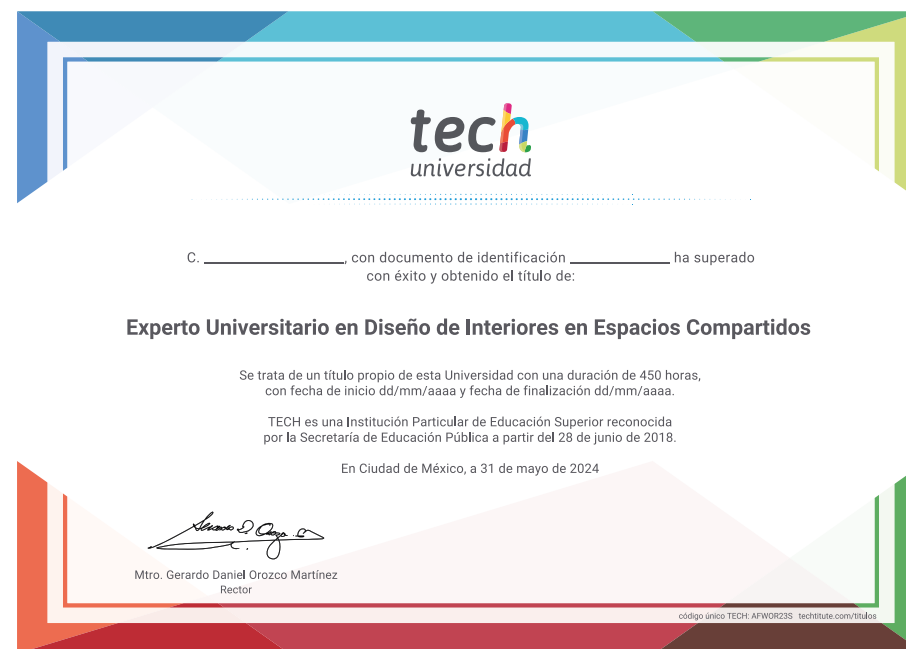 tech
universidad
C. ____________________, con documento de identificación ______________ ha superado
con éxito y obtenido el título de:
Experto Universitario en Diseño de Interiores en Espacios Compartidos
Se trata de un título propio de esta Universidad con una duración de 450 horas,
con fecha de inicio dd/mm/aaaa y fecha de finalización dd/mm/aaaa.
TECH es una Institución Particular de Educación Superior reconocida
por la Secretaría de Educación Pública a partir del 28 de junio de 2018.
En Ciudad de México, a 31 de mayo de 2024
Mtro. Gerardo Daniel Orozco Martínez
Rector
código único TECH: AFWOR23S techtitute.com/titulos